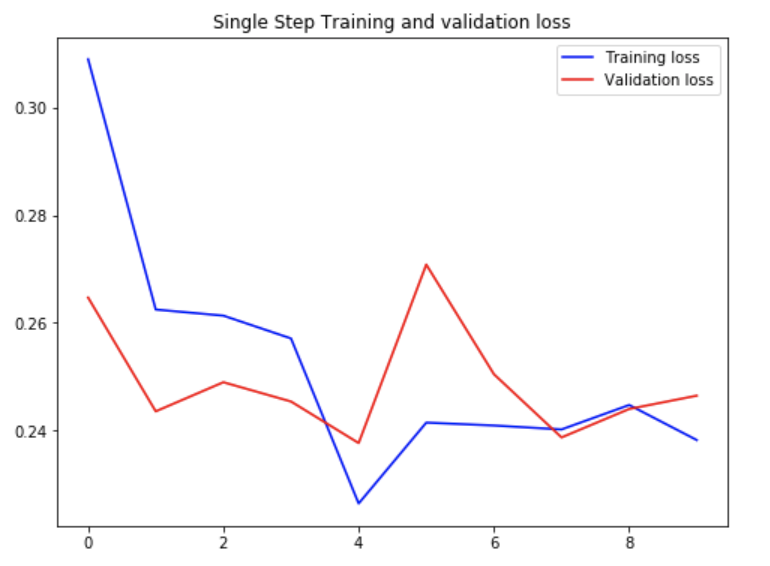 Single Step Training and validation loss
Training loss
Validation loss
0.30
0.28
0.26
0.24
0 2 4 6 8